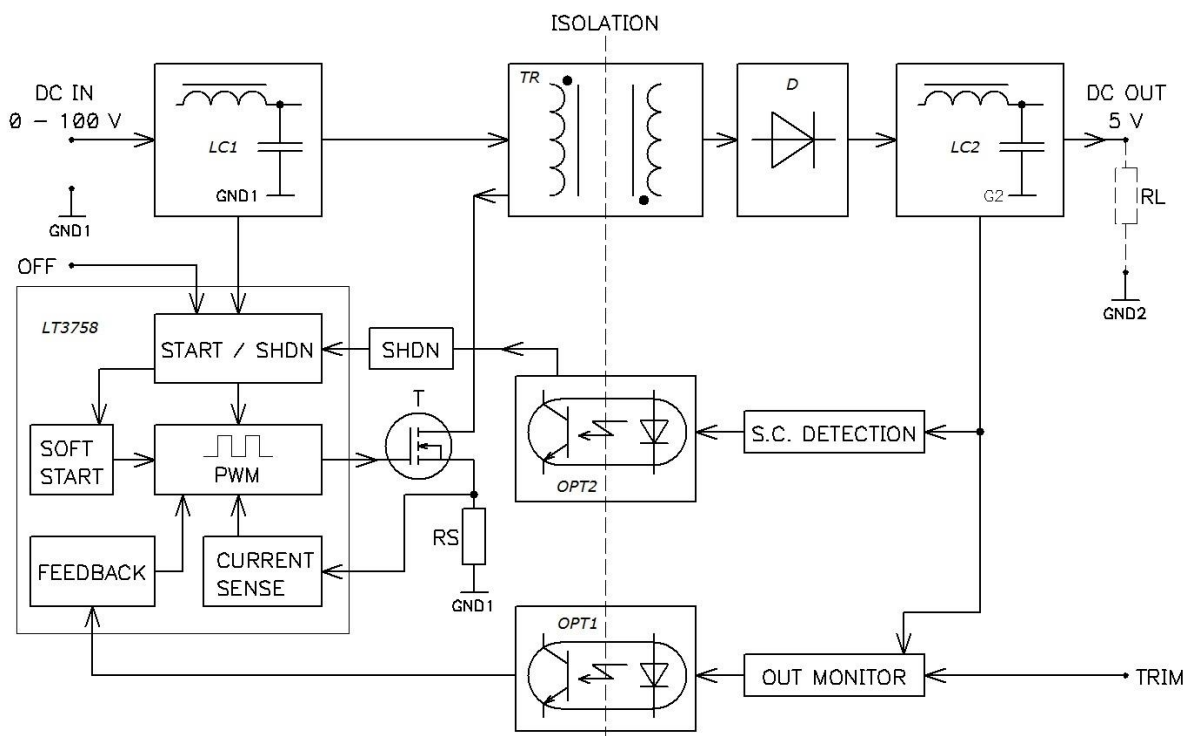 ISOLATION
DC IN
0 – 100 V
GND1
LC1
GND1
TR
D
LC2
G2
DC OUT
5 V
RL
GND2
OFF
LT3758
START / SHDN
SHDN
T
SOFT
START
PWM
OPT2
S.C. DETECTION
FEEDBACK
CURRENT
SENSE
RS
GND1
OPT1
OUT MONITOR
TRIM